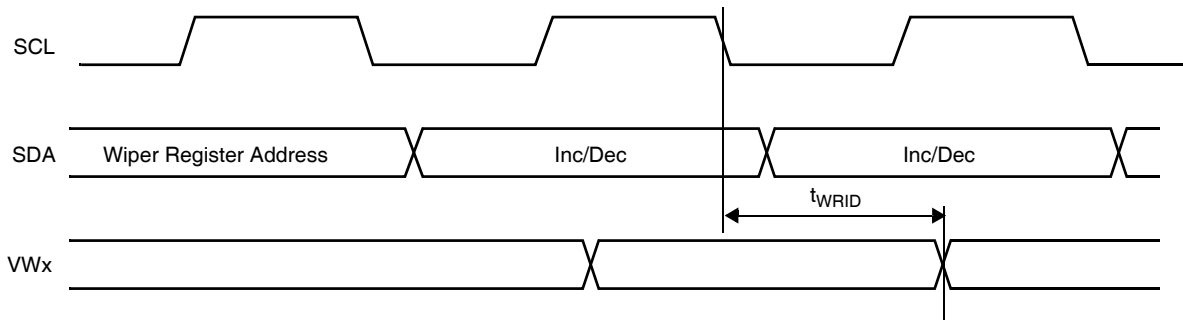 SCL
SDA
Wiper Register Address
Inc/Dec
Inc/Dec
tWRID
VWx